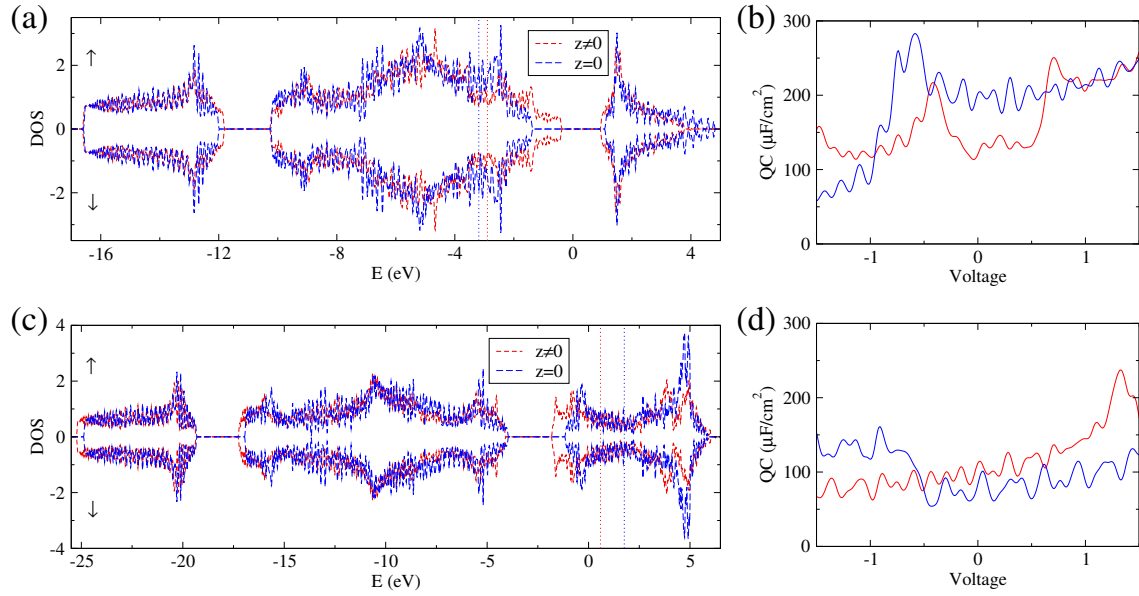 (a)
DOS
2
0
-2
↑
↓
z≠0
z=0
-16
-12
-8
-4
0
4
E (eV)
(b)
QC (µF/cm²)
300
200
100
0
-1
0
1
Voltage
(c)
DOS
4
2
0
-2
-4
↑
↓
z≠0
z=0
-25
-20
-15
-10
-5
0
5
E (eV)
(d)
QC (µF/cm²)
300
200
100
0
-1
0
1
Voltage